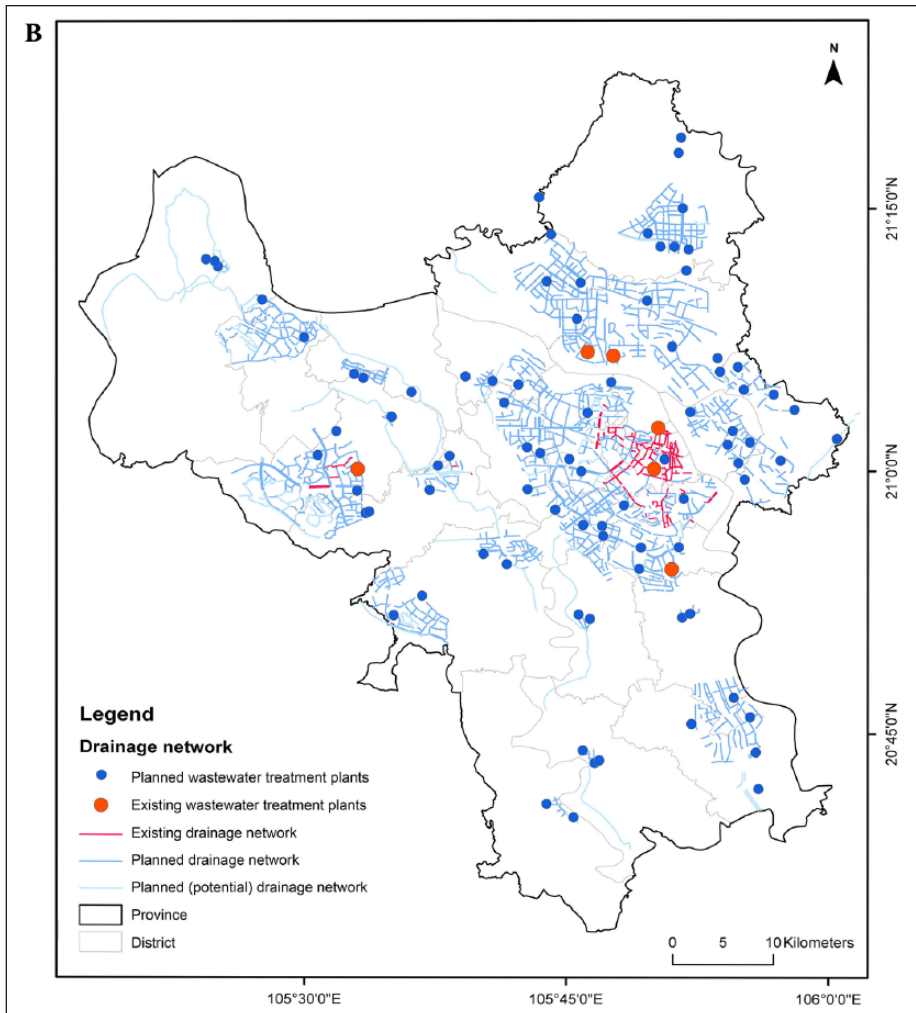 B
N
21°15'0"N
21°0'0"N
20°45'0"N
Legend
Drainage network
Planned wastewater treatment plants
Existing wastewater treatment plants
Existing drainage network
Planned drainage network
Planned (potential) drainage network
Province
District
0 5 10 Kilometers
105°30'0"E 105°45'0"E 106°0'0"E